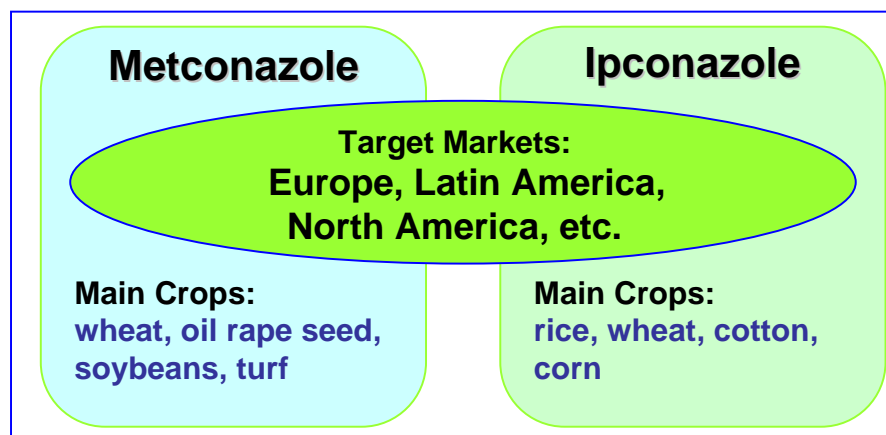 Metconazole
Ipconazole
Target Markets:
Europe, Latin America,
North America, etc.
Main Crops:
wheat, oil rape seed,
soybeans, turf
Main Crops:
rice, wheat, cotton,
corn